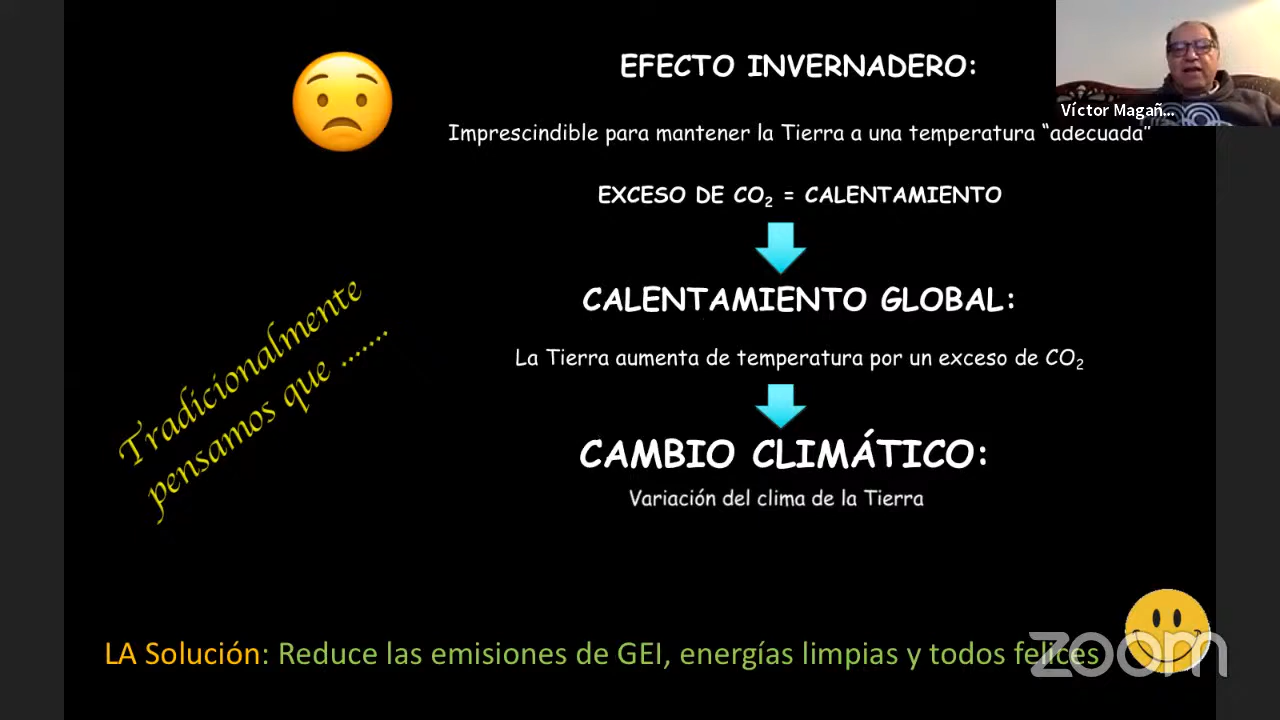 EFECTO INVERNADERO:
Víctor Magañ...
Imprescindible para mantener la Tierra a una temperatura “adecuada”
EXCESO DE CO₂ = CALENTAMIENTO
CALENTAMIENTO GLOBAL:
La Tierra aumenta de temperatura por un exceso de CO₂
CAMBIO CLIMÁTICO:
Variación del clima de la Tierra
Tradicionalmente
pensamos que .......
LA Solución: Reduce las emisiones de GEI, energías limpias y todos felices
zoom